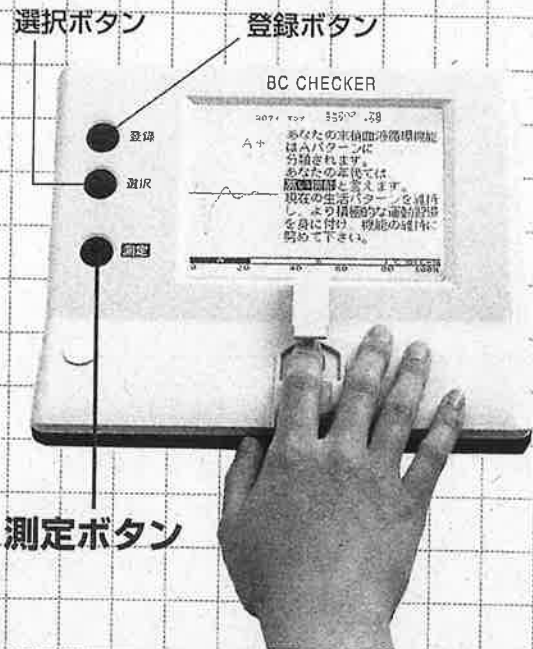 選択ボタン
登録ボタン
BC CHECKER
登録
選択
測定
A+
あなたの末梢血液循環機能
はAパターンに
分類されます。
あなたの年代では
良い機能と言えます。
現在の生活パターンを維持
し、より積極的な運動習慣
を身に付け、機能の維持に
努めて下さい。
0 20 40 60 80 100%
測定ボタン